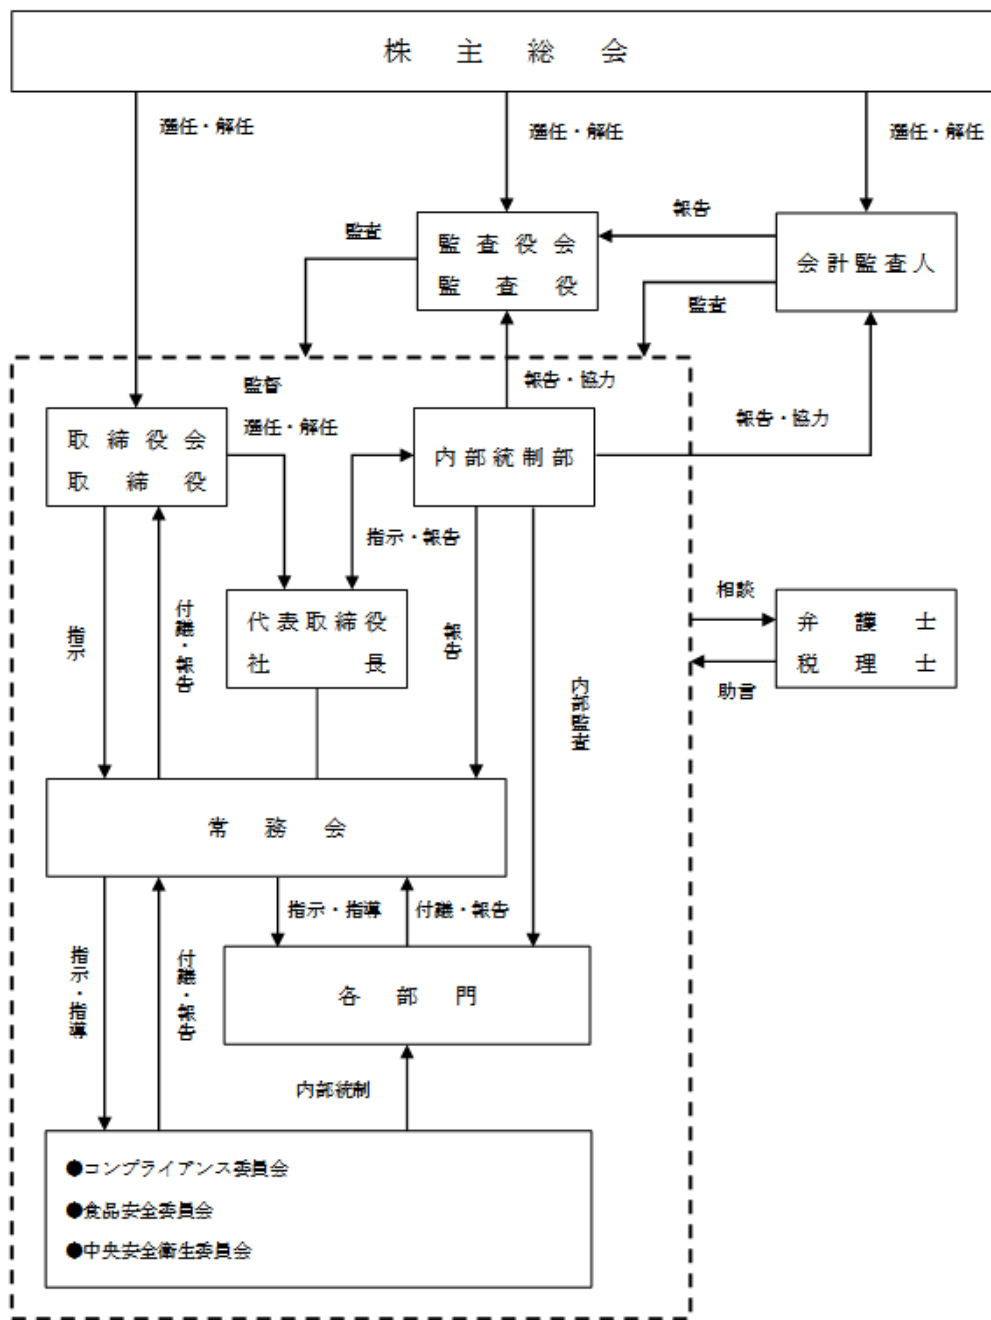 株主総会
選任・解任
選任・解任
選任・解任
報告
監査
監査役会
監査役
会計監査人
監査
報告・協力
監督
選任・解任
報告・協力
取締役会
取締役
内部統制部
指示・報告
相談
代表取締役
社長
弁護士
税理士
指示
付議・報告
報告
内部監査
助言
常務会
指示・指導
付議・報告
指示・指導
付議・報告
各部門
内部統制
●コンプライアンス委員会
●食品安全委員会
●中央安全衛生委員会